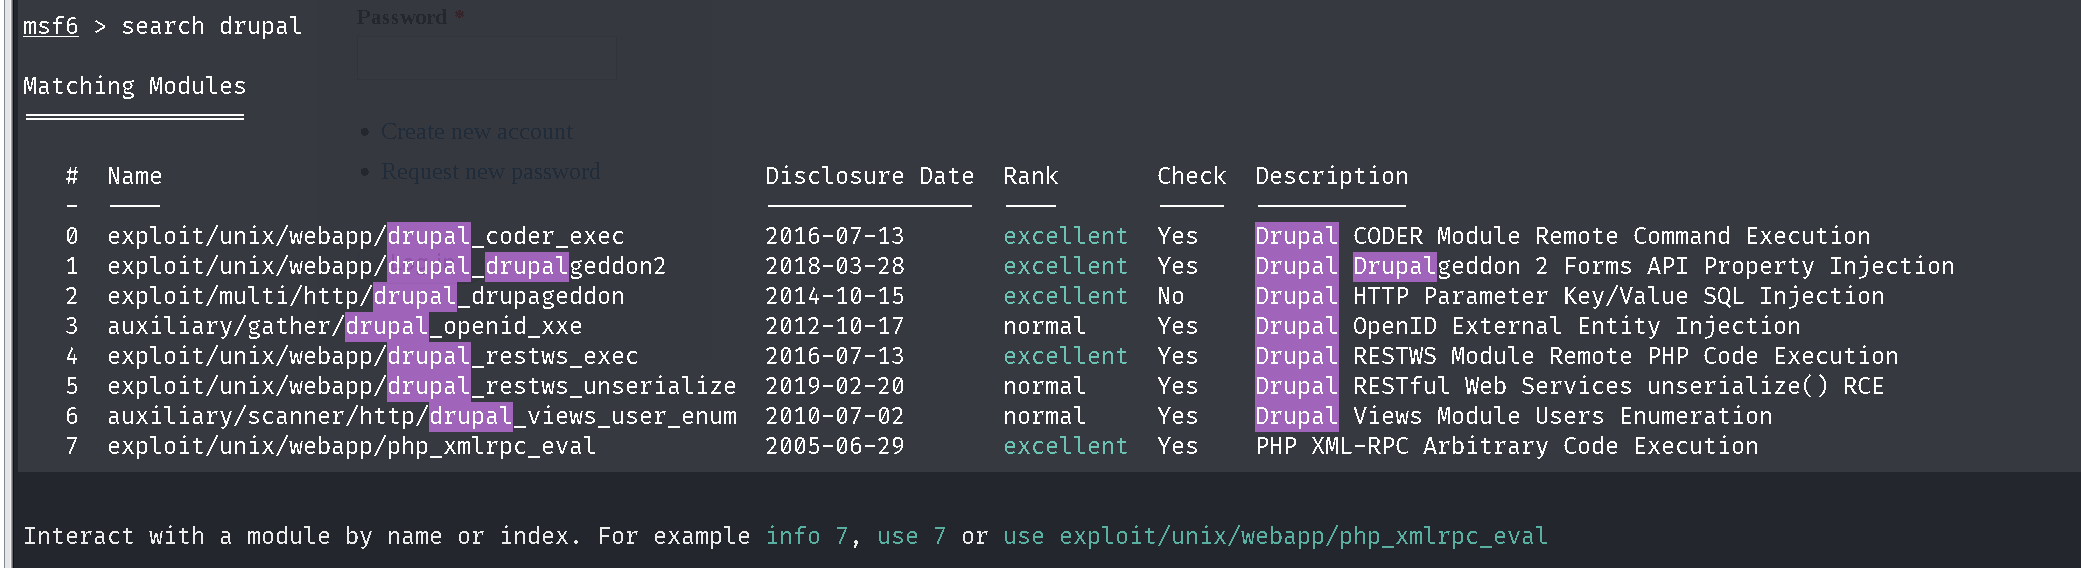 msf6 > search drupal
Password *
Matching Modules
================
Create new account
Request new password
#  Name  Disclosure Date  Rank  Check  Description
-  ----  ---------------  ----  -----  -----------
0  exploit/unix/webapp/drupal_coder_exec  2016-07-13  excellent  Yes  Drupal CODER Module Remote Command Execution
1  exploit/unix/webapp/drupal_drupalgeddon2  2018-03-28  excellent  Yes  Drupal Drupalgeddon 2 Forms API Property Injection
2  exploit/multi/http/drupal_drupageddon  2014-10-15  excellent  No  Drupal HTTP Parameter Key/Value SQL Injection
3  auxiliary/gather/drupal_openid_xxe  2012-10-17  normal  Yes  Drupal OpenID External Entity Injection
4  exploit/unix/webapp/drupal_restws_exec  2016-07-13  excellent  Yes  Drupal RESTWS Module Remote PHP Code Execution
5  exploit/unix/webapp/drupal_restws_unserialize  2019-02-20  normal  Yes  Drupal RESTful Web Services unserialize() RCE
6  auxiliary/scanner/http/drupal_views_user_enum  2010-07-02  normal  Yes  Drupal Views Module Users Enumeration
7  exploit/unix/webapp/php_xmlrpc_eval  2005-06-29  excellent  Yes  PHP XML-RPC Arbitrary Code Execution
Interact with a module by name or index. For example info 7, use 7 or use exploit/unix/webapp/php_xmlrpc_eval